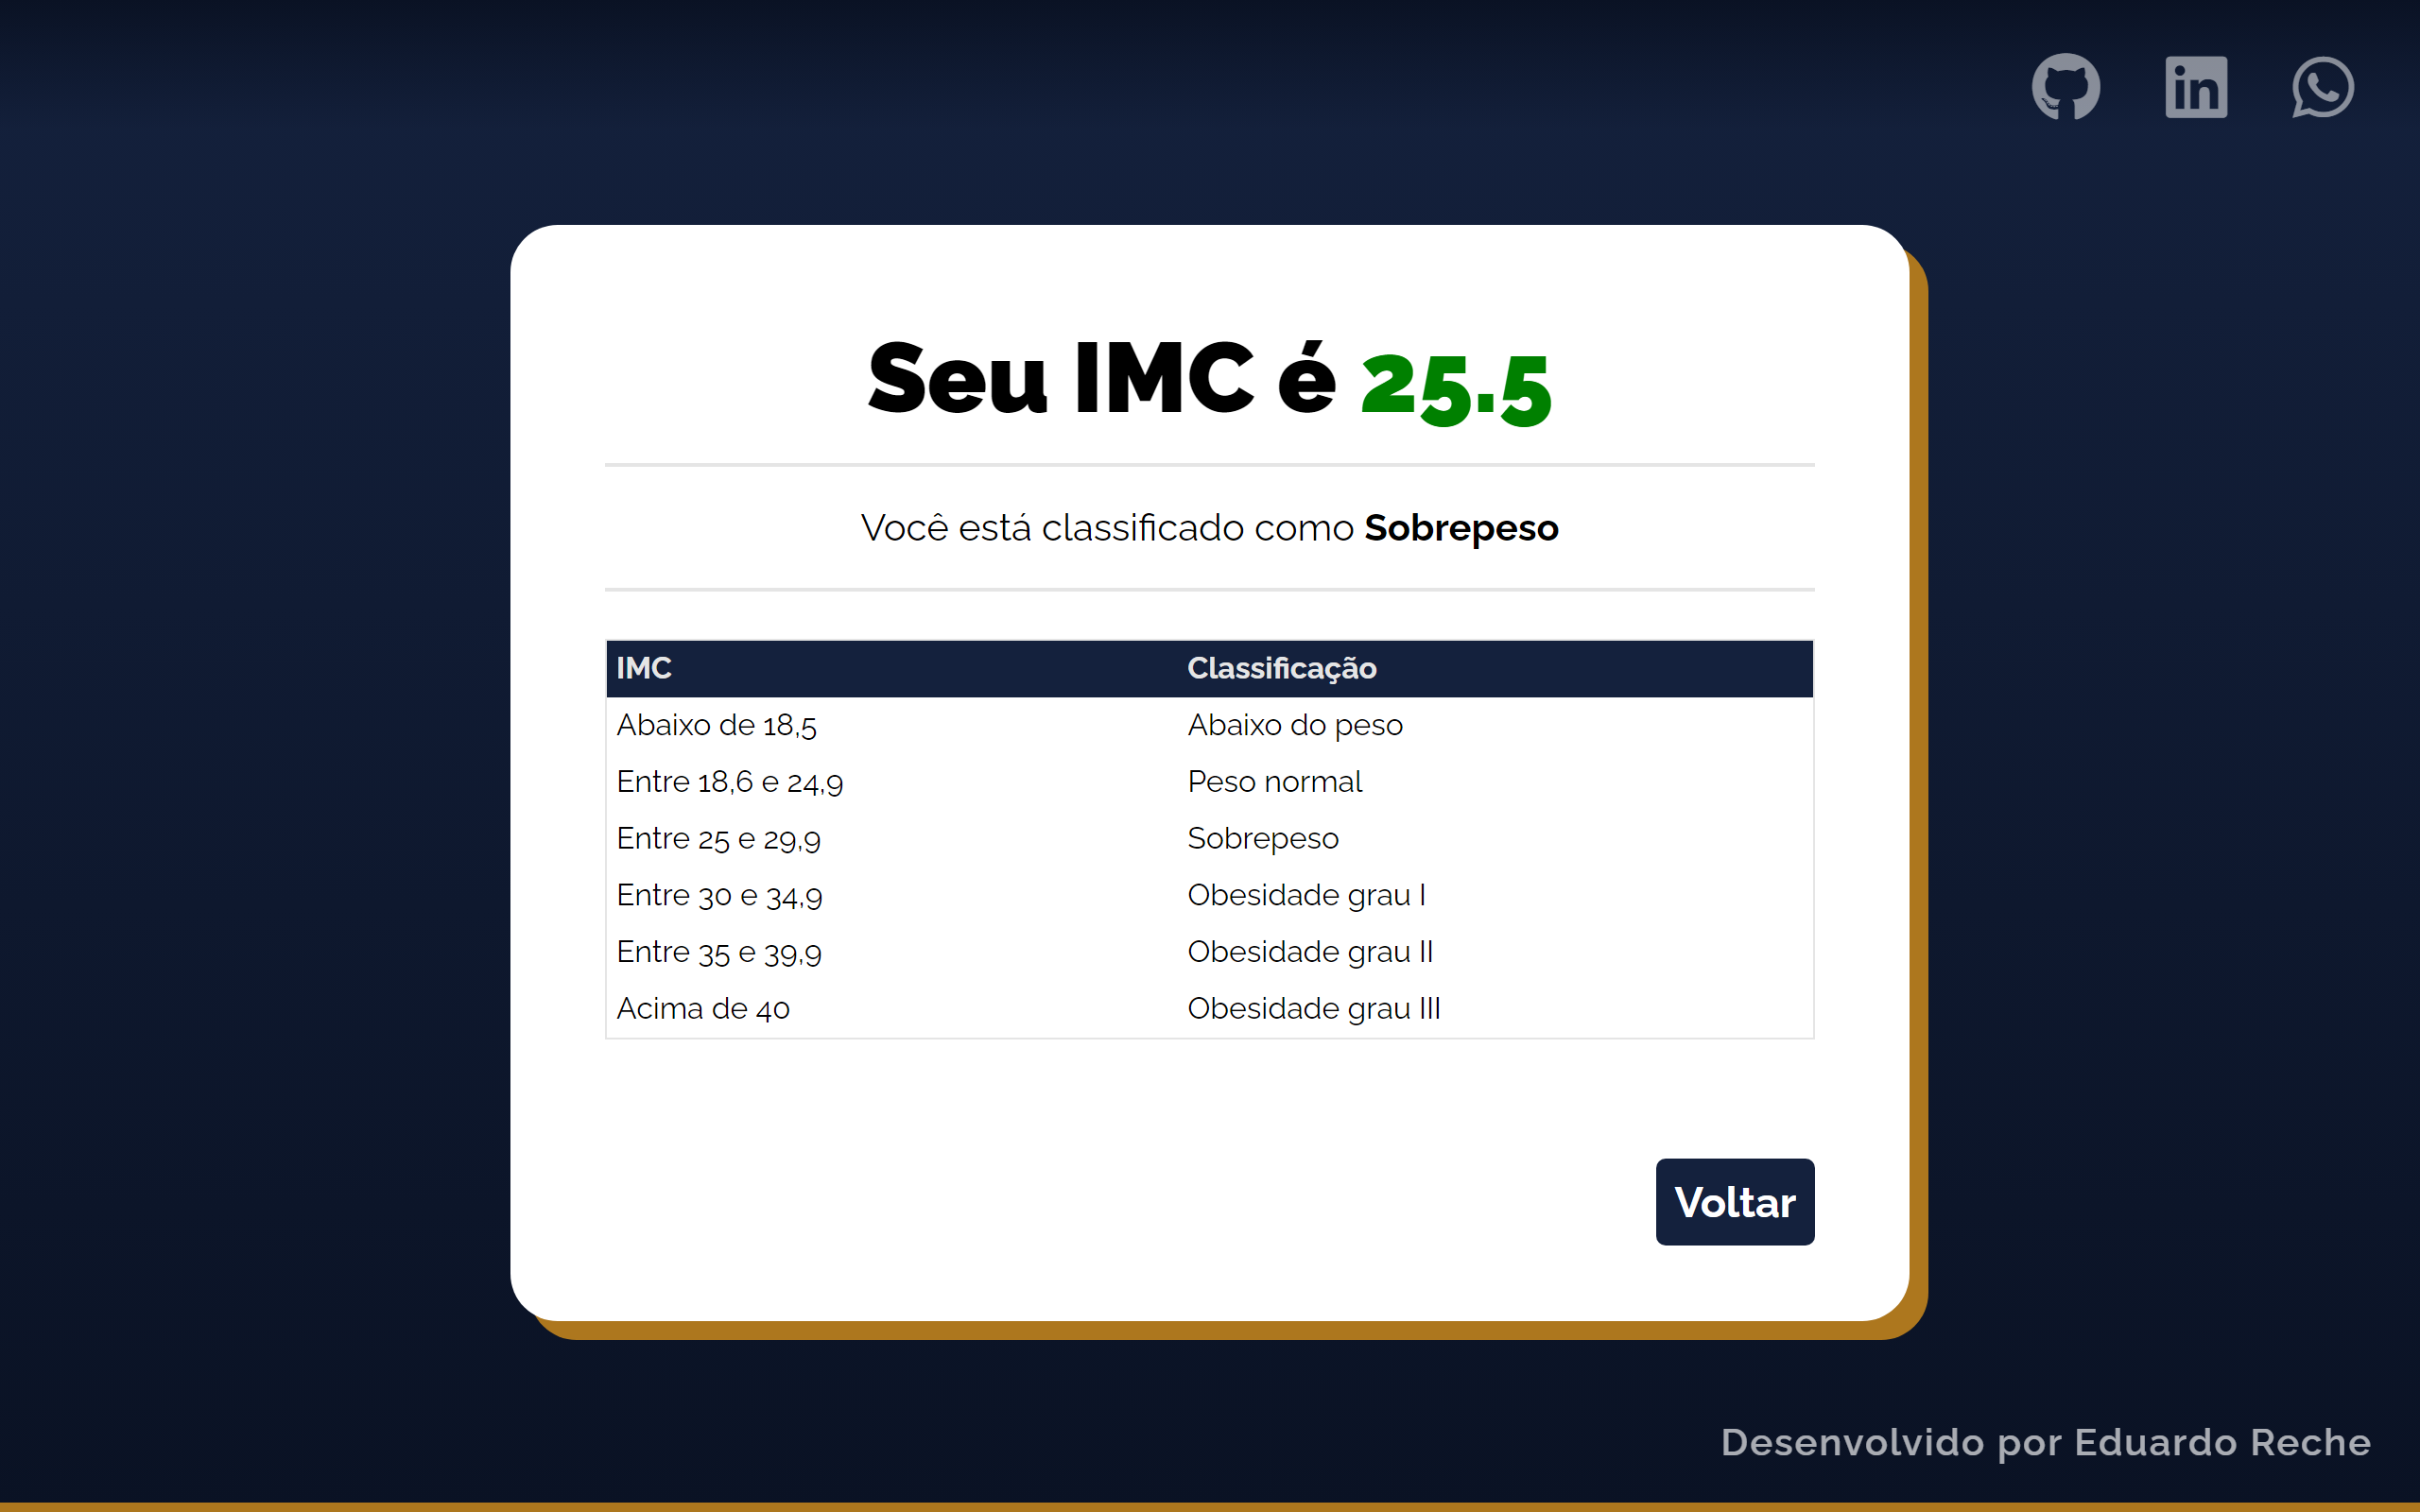 Seu IMC é 25.5
Você está classificado como Sobrepeso
IMC Classificação
Abaixo de 18,5 Abaixo do peso
Entre 18,6 e 24,9 Peso normal
Entre 25 e 29,9 Sobrepeso
Entre 30 e 34,9 Obesidade grau I
Entre 35 e 39,9 Obesidade grau II
Acima de 40 Obesidade grau III
Voltar
Desenvolvido por Eduardo Reche